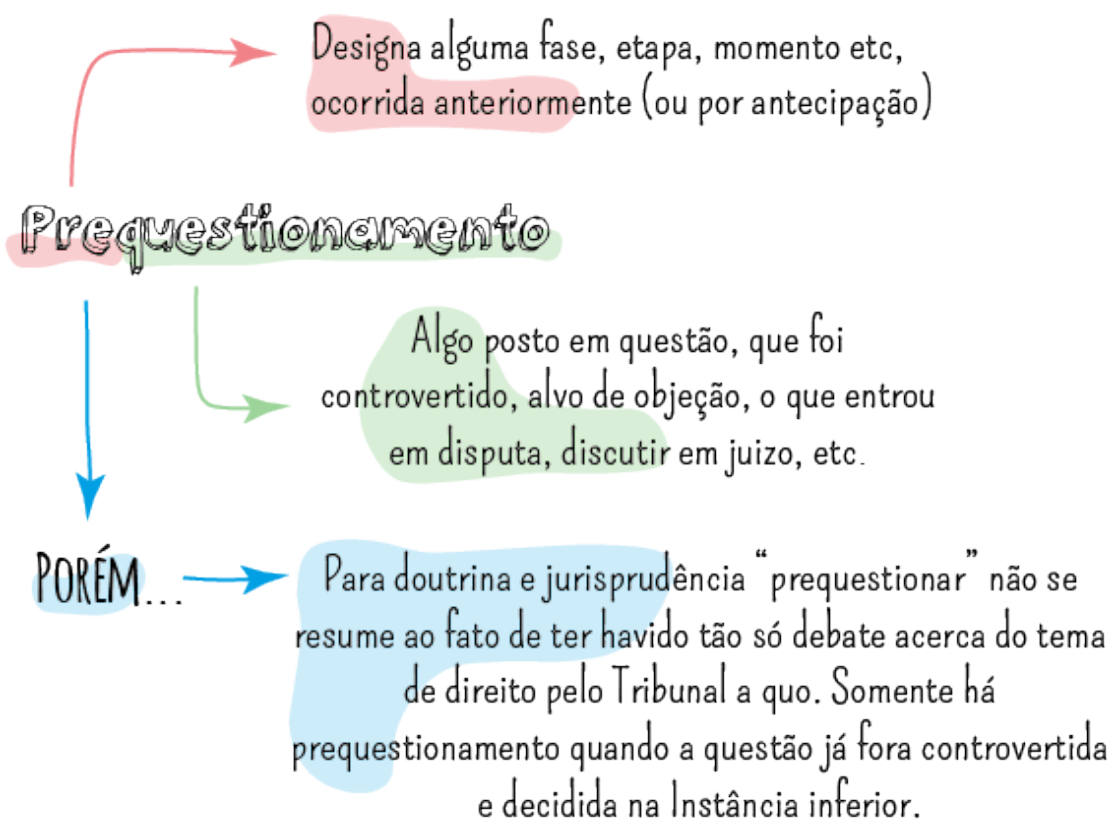 Designa alguma fase, etapa, momento etc,
ocorrida anteriormente (ou por antecipação)
Prequestionamento
Algo posto em questão, que foi
controvertido, alvo de objeção, o que entrou
em disputa, discutir em juizo, etc.
PORÉM...
Para doutrina e jurisprudência “prequestionar” não se
resume ao fato de ter havido tão só debate acerca do tema
de direito pelo Tribunal a quo. Somente há
prequestionamento quando a questão já fora controvertida
e decidida na Instância inferior.